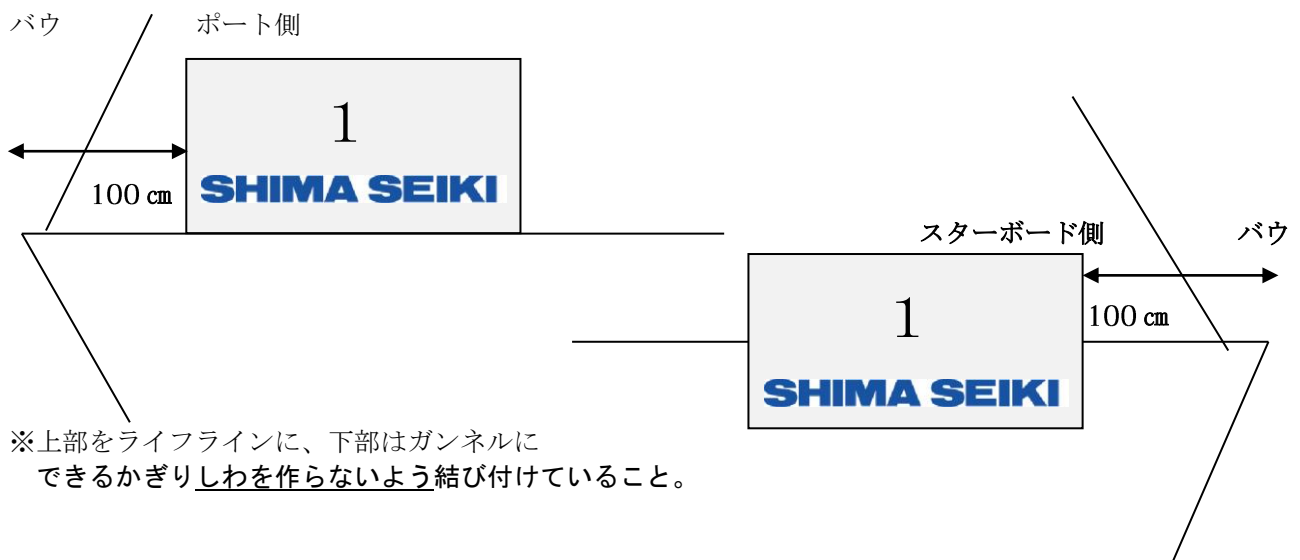 バウ
ポート側
1
100㎝
SHIMA SEIKI
スターボード側
バウ
1
100㎝
SHIMA SEIKI
※上部をライフラインに、下部はガンネルに
できるかぎりしわを作らないよう結び付けていること。